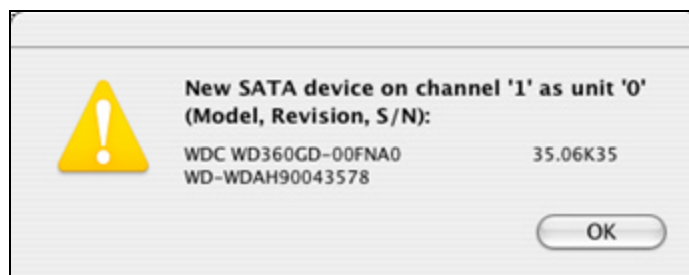 New SATA device on channel '1' as unit '0'
(Model, Revision, S/N):
WDC WD360GD-00FNA0 35.06K35
WD-WDAH90043578
OK